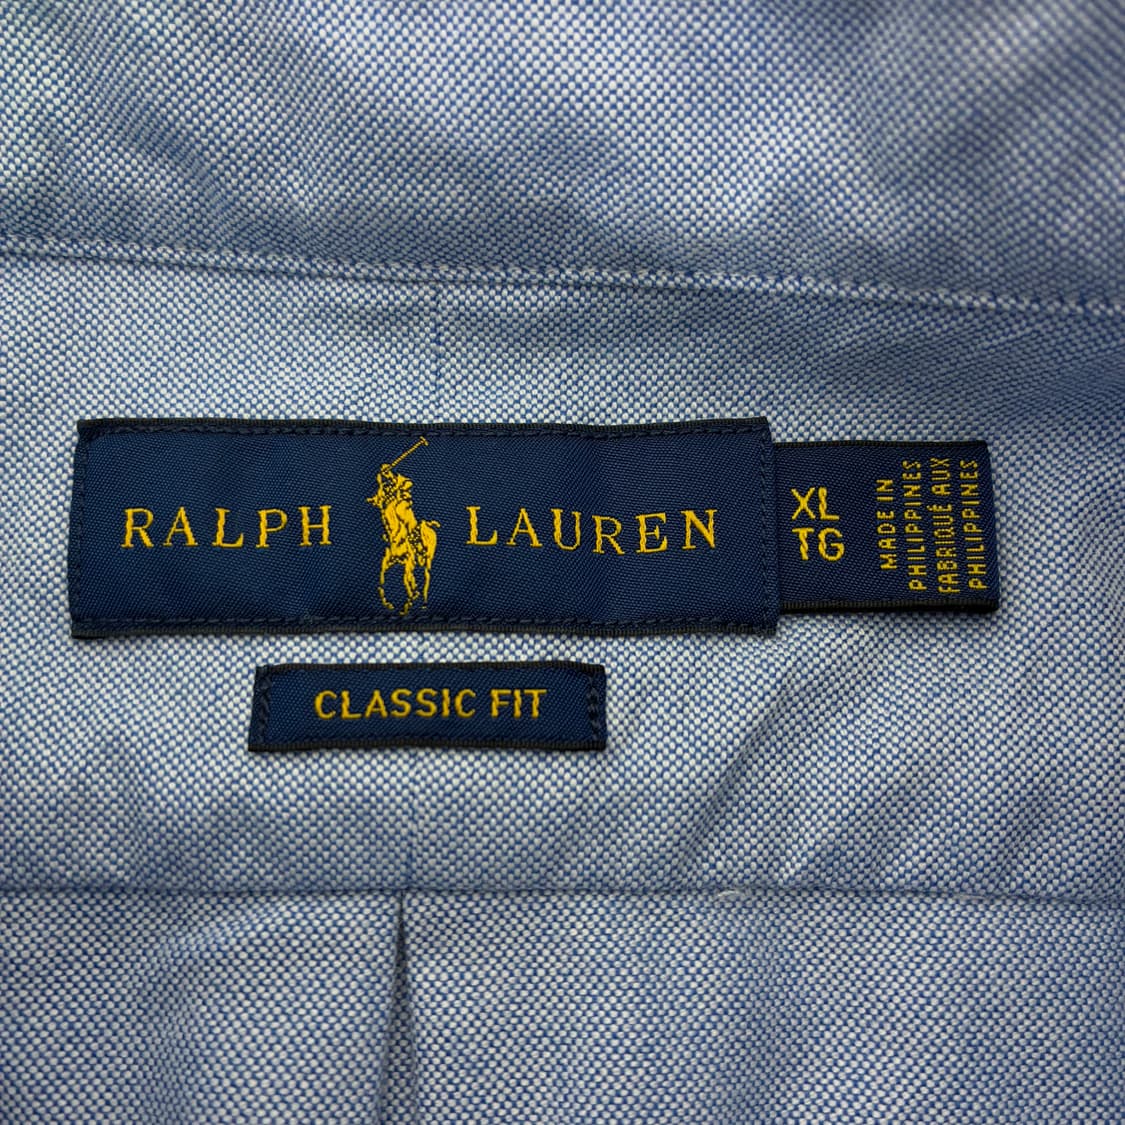 RALPH LAUREN
XL
TG
MADE IN
PHILIPPINES
FABRIQUÉ AUX
PHILIPPINES
CLASSIC FIT